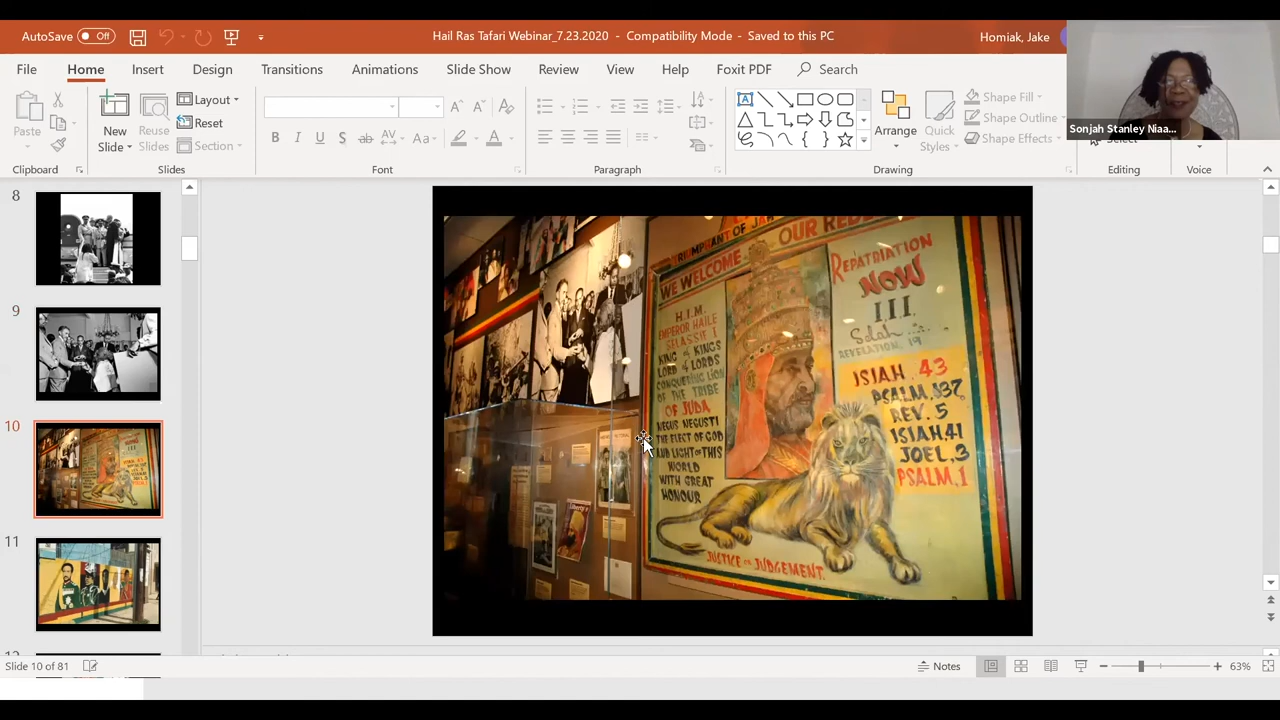 AutoSave Off
Hail Ras Tafari Webinar_7.23.2020 - Compatibility Mode - Saved to this PC
Homiak, Jake
Sonjah Stanley Niaa...
File Home Insert Design Transitions Animations Slide Show Review View Help Foxit PDF Search
Paste
New
Slide
Reuse
Slides
Layout
Reset
Section
Arrange
Quick
Styles
Shape Fill
Shape Outline
Shape Effects
Select
Clipboard
Slides
Font
Paragraph
Drawing
Editing
Voice
8
9
10
11
TRIUMPHANT OF
WE WELCOME OUR
H.I.M.
EMPEROR HAILE
SELASSIE I
KING of KINGS
LORD of LORDS
CONQUERING LION
OF THE TRIBE
OF JUDA
NEGUS NEGUSTI
THE ELECT OF GOD
AND LIGHT OF THIS
WORLD
WITH GREAT
HONOUR
REPATRIATION
NOW
I.I.I.
Selah
REVELATION, 19
ISIAH. 43
PSALM, 837.
REV. 5
ISIAH, 41
JOEL, 3
PSALM, 1
JUSTICE
JUDGEMENT.
Liberty
Slide 10 of 81
Notes
63%